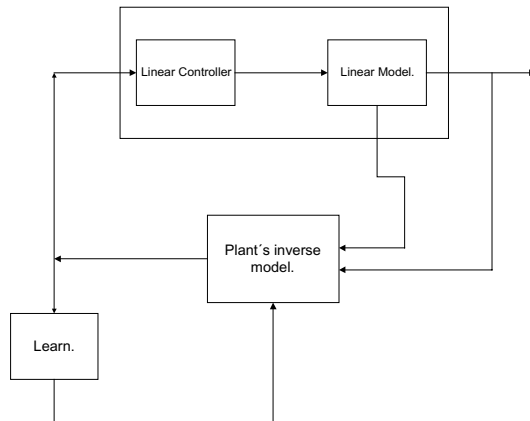 Linear Controller
Linear Model.
Plant´s inverse
model.
Learn.